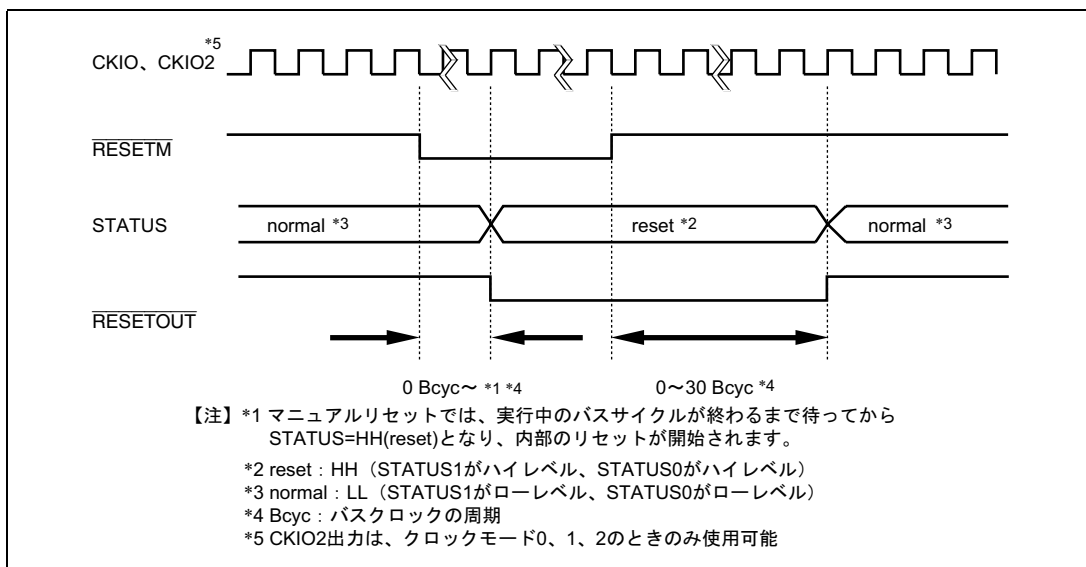 CKIO、CKIO2 *5
RESETM
STATUS
normal *3
reset *2
normal *3
RESETOUT
0 Bcyc～ *1 *4
0～30 Bcyc *4
【注】*1 マニュアルリセットでは、実行中のバスサイクルが終わるまで待ってから
STATUS=HH(reset)となり、内部のリセットが開始されます。
*2 reset：HH（STATUS1がハイレベル、STATUS0がハイレベル）
*3 normal：LL（STATUS1がローレベル、STATUS0がローレベル）
*4 Bcyc：バスクロックの周期
*5 CKIO2出力は、クロックモード0、1、2のときのみ使用可能